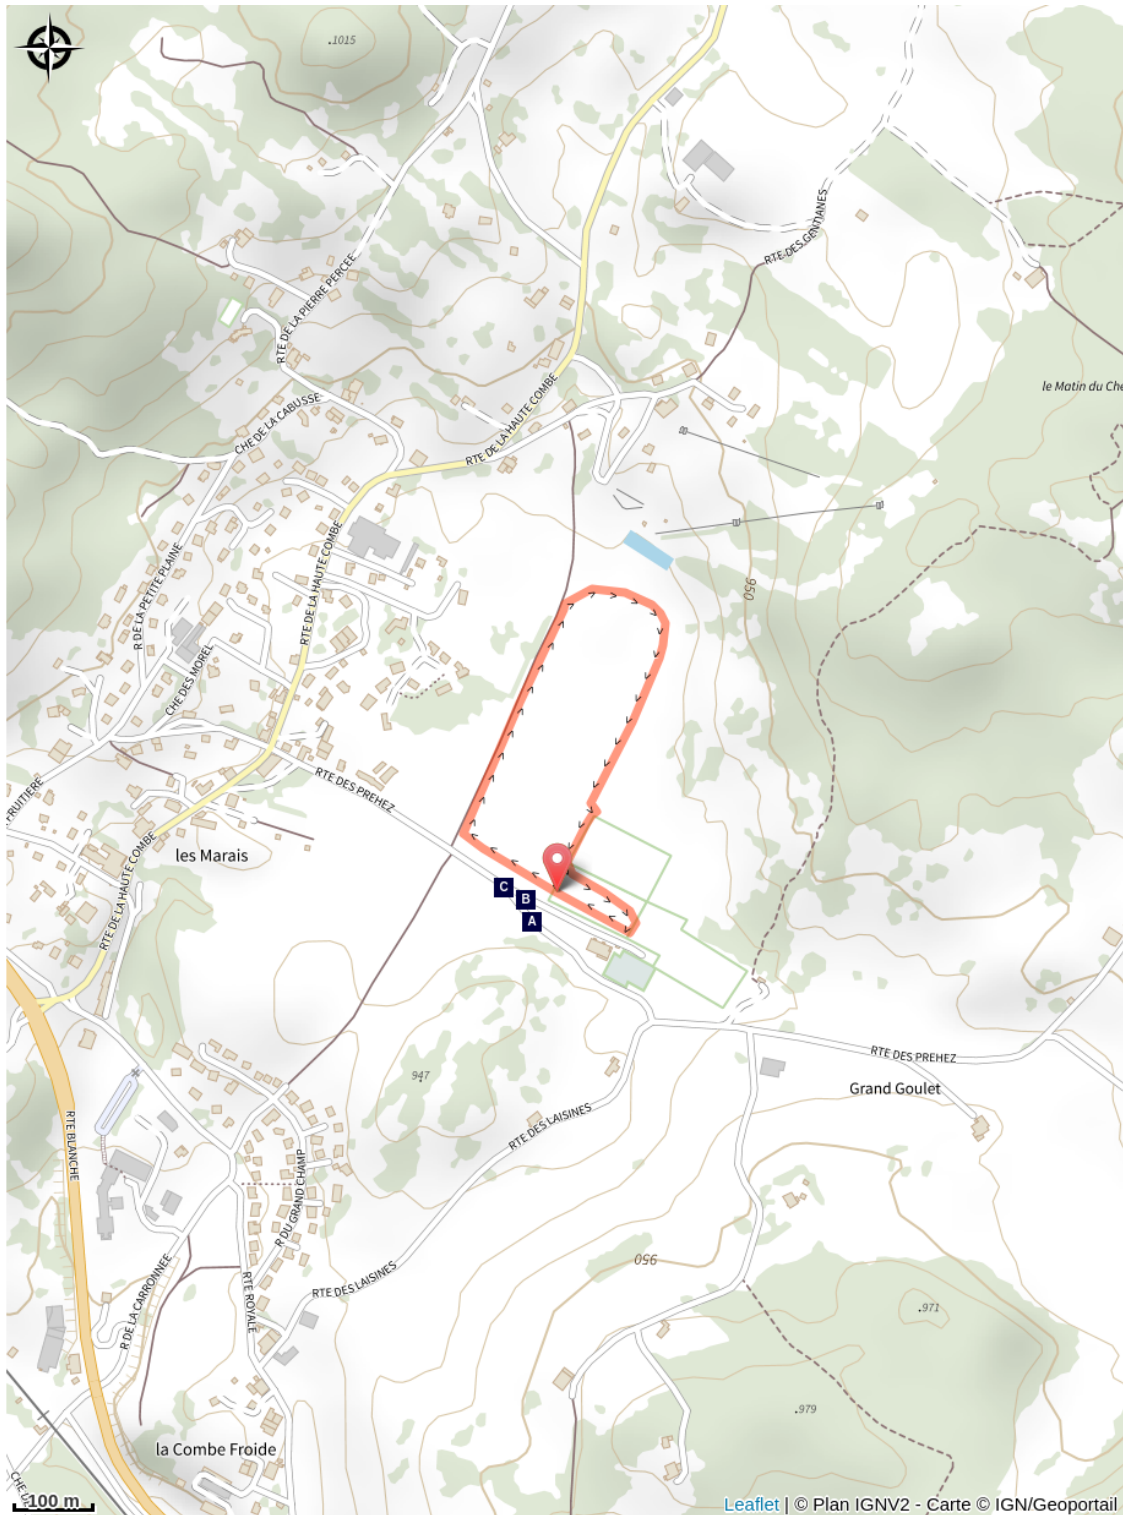 .1015
RTE DES GENTIANES
RTE DE LA PIERRE PERCEE
le Matin du Che
RTE DE LA HAUTE COMBE
CHE DE LA CABUSSE
RTE DE LA HAUTE COMBE
R DE LA PETITE PLAINE
950
CHE DES MOREL
RTE DES PREHEZ
FRUITIERE
les Marais
RTE DE LA HAUTE COMBE
C
B
A
RTE DES PREHEZ
947
Grand Goulet
RTE BLANCHE
RTE DES LAISINES
R DU GRAND CHAMP
950
RTE DES LAISINES
R DE LA CARRONNEE
RTE ROYALE
.971
.979
la Combe Froide
100 m
Leaflet | © Plan IGNV2 - Carte © IGN/Geoportail